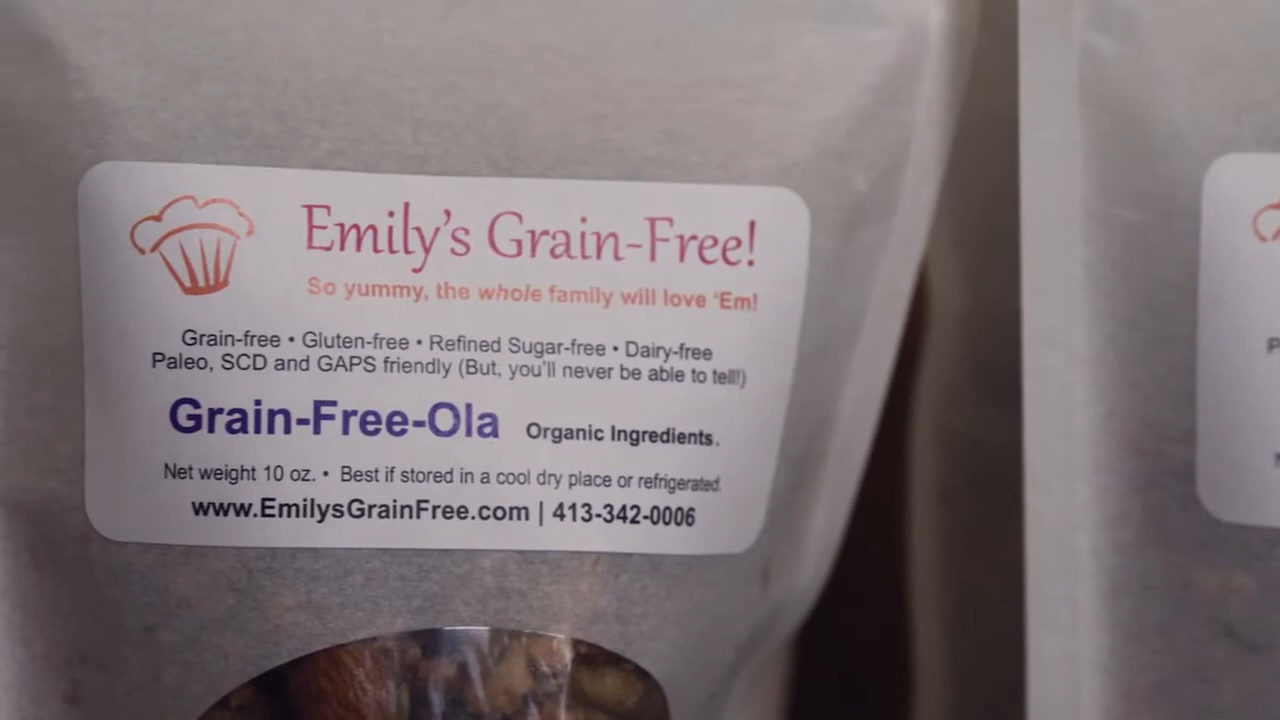 Emily's Grain-Free!
So yummy, the whole family will love 'Em!
Grain-free • Gluten-free • Refined Sugar-free • Dairy-free
Paleo, SCD and GAPS friendly (But, you'll never be able to tell!)
Grain-Free-Ola Organic Ingredients.
Net weight 10 oz. • Best if stored in a cool dry place or refrigerated.
www.EmilysGrainFree.com | 413-342-0006